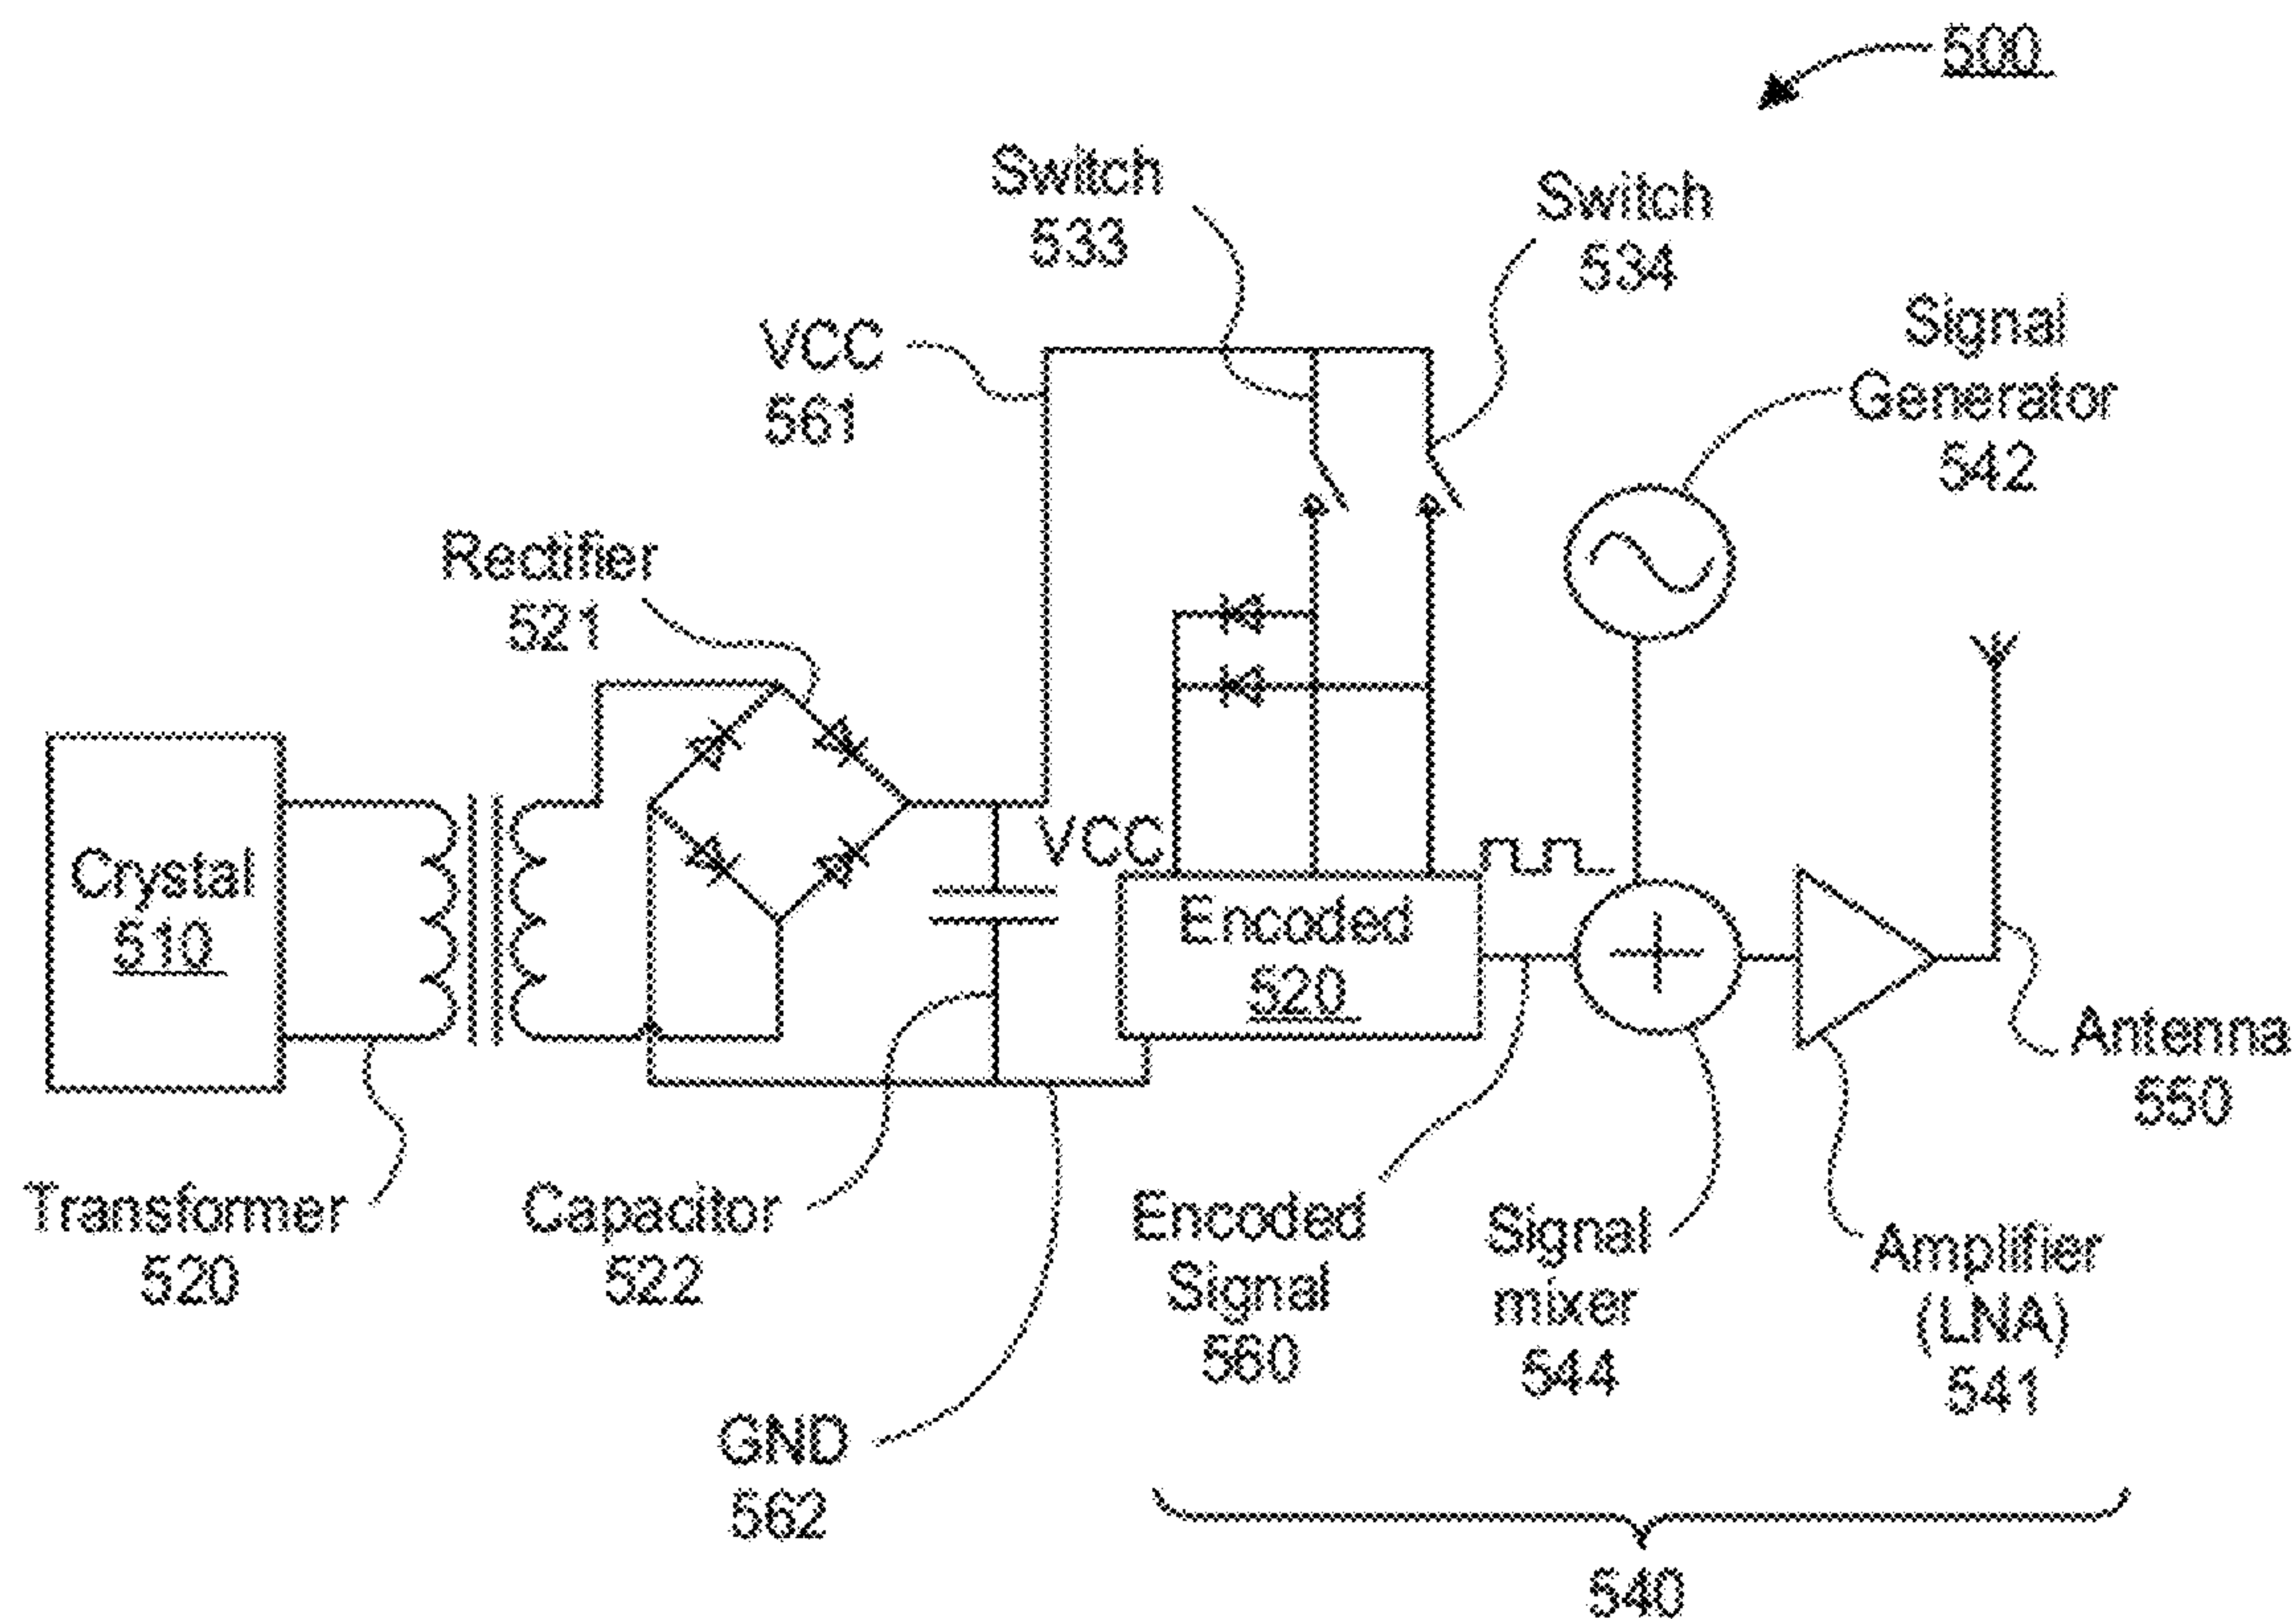 500
Switch
533
Switch
534
Signal
Generator
542
VCC
561
Rectifier
521
Crystal
510
VCC
Encoded
520
Antenna
550
Transformer
520
Capacitor
522
Encoded
Signal
560
Signal
mixer
544
Amplifier
(LNA)
541
GND
562
540